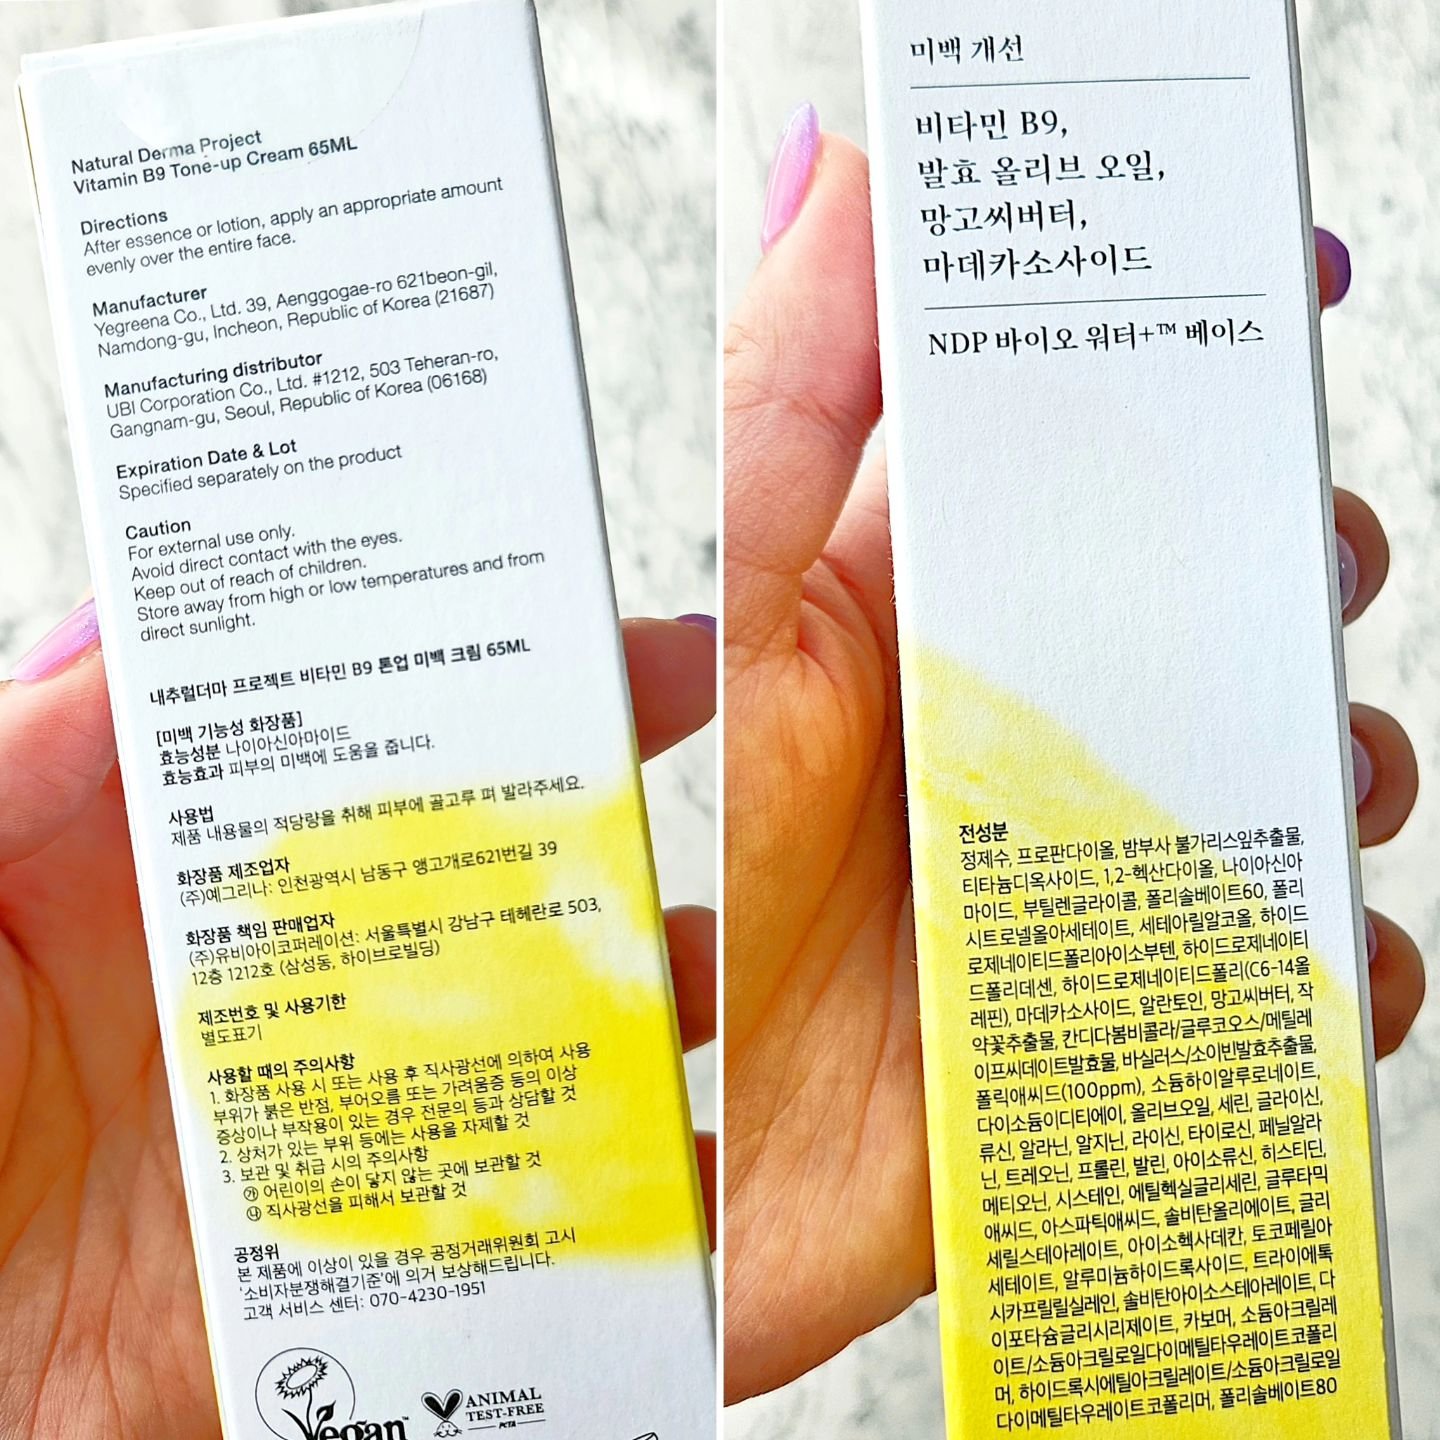 Natural Derma Project
Vitamin B9 Tone-up Cream 65ML
Directions
After essence or lotion, apply an appropriate amount
evenly over the entire face.
Manufacturer
Yegreena Co., Ltd. 39, Aenggogae-ro 621beon-gil,
Namdong-gu, Incheon, Republic of Korea (21687)
Manufacturing distributor
UBI Corporation Co., Ltd. #1212, 503 Teheran-ro,
Gangnam-gu, Seoul, Republic of Korea (06168)
Expiration Date & Lot
Specified separately on the product
Caution
For external use only.
Avoid direct contact with the eyes.
Keep out of reach of children.
Store away from high or low temperatures and from
direct sunlight.
내추럴더마 프로젝트 비타민 B9 톤업 미백 크림 65ML
[미백 기능성 화장품]
효능성분 나이아신아마이드
효능효과 피부의 미백에 도움을 줍니다.
사용법
제품 내용물의 적당량을 취해 피부에 골고루 펴 발라주세요.
화장품 제조업자
(주)예그리나: 인천광역시 남동구 앵고개로621번길 39
화장품 책임 판매업자
(주)유비아이코퍼레이션: 서울특별시 강남구 테헤란로 503,
12층 1212호 (삼성동, 하이브로빌딩)
제조번호 및 사용기한
별도표기
사용할 때의 주의사항
1. 화장품 사용 시 또는 사용 후 직사광선에 의하여 사용
부위가 붉은 반점, 부어오름 또는 가려움증 등의 이상
증상이나 부작용이 있는 경우 전문의 등과 상담할 것
2. 상처가 있는 부위 등에는 사용을 자제할 것
3. 보관 및 취급 시의 주의사항
㉮ 어린이의 손이 닿지 않는 곳에 보관할 것
㉯ 직사광선을 피해서 보관할 것
공정위
본 제품에 이상이 있을 경우 공정거래위원회 고시
'소비자분쟁해결기준'에 의거 보상해드립니다.
고객 서비스 센터: 070-4230-1951
Vegan™
ANIMAL
TEST-FREE
PETA
미백 개선
비타민 B9,
발효 올리브 오일,
망고씨버터,
마데카소사이드
NDP 바이오 워터+™ 베이스
전성분
정제수, 프로판다이올, 밤부사 불가리스잎추출물,
티타늄디옥사이드, 1,2-헥산다이올, 나이아신아
마이드, 부틸렌글라이콜, 폴리솔베이트60, 폴리
시트로넬올아세테이트, 세테아릴알코올, 하이드
로제네이티드폴리아이소부텐, 하이드로제네이티
드폴리데센, 하이드로제네이티드폴리(C6-14올
레핀), 마데카소사이드, 알란토인, 망고씨버터, 작
약꽃추출물, 칸디다봄비콜라/글루코오스/메틸레
이프씨데이트발효물, 바실러스/소이빈발효추출물,
폴릭애씨드(100ppm), 소듐하이알루로네이트,
다이소듐이디티에이, 올리브오일, 세린, 글라이신,
류신, 알라닌, 알지닌, 라이신, 타이로신, 페닐알라
닌, 트레오닌, 프롤린, 발린, 아이소류신, 히스티딘,
메티오닌, 시스테인, 에틸헥실글리세린, 글루타믹
애씨드, 아스파틱애씨드, 솔비탄올리에이트, 글리
세릴스테아레이트, 아이소헥사데칸, 토코페릴아
세테이트, 알루미늄하이드록사이드, 트라이에톡
시카프릴릴실레인, 솔비탄아이소스테아레이트, 다
이포타슘글리시리제이트, 카보머, 소듐아크릴레
이트/소듐아크릴로일다이메틸타우레이트코폴리
머, 하이드록시에틸아크릴레이트/소듐아크릴로일
다이메틸타우레이트코폴리머, 폴리솔베이트80